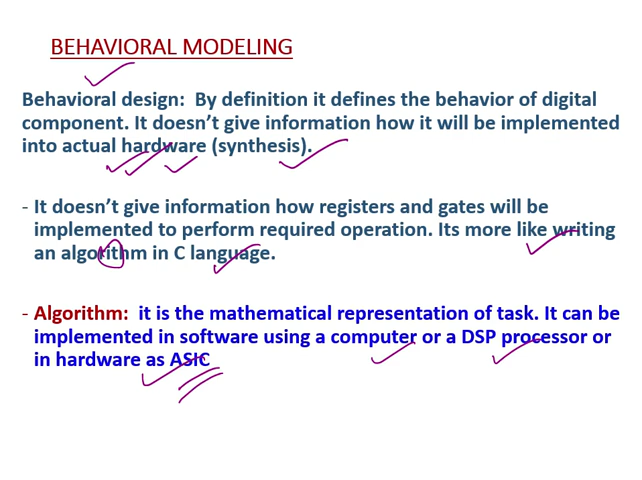 BEHAVIORAL MODELING
Behavioral design: By definition it defines the behavior of digital
component. It doesn’t give information how it will be implemented
into actual hardware (synthesis).
- It doesn’t give information how registers and gates will be
implemented to perform required operation. Its more like writing
an algorithm in C language.
- Algorithm: it is the mathematical representation of task. It can be
implemented in software using a computer or a DSP processor or
in hardware as ASIC